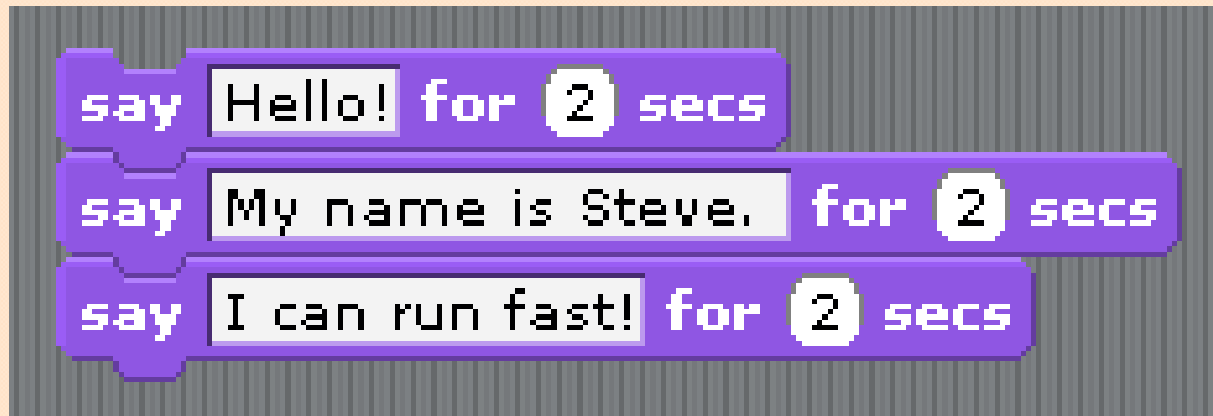 say Hello! for 2 secs
say My name is Steve. for 2 secs
say I can run fast! for 2 secs